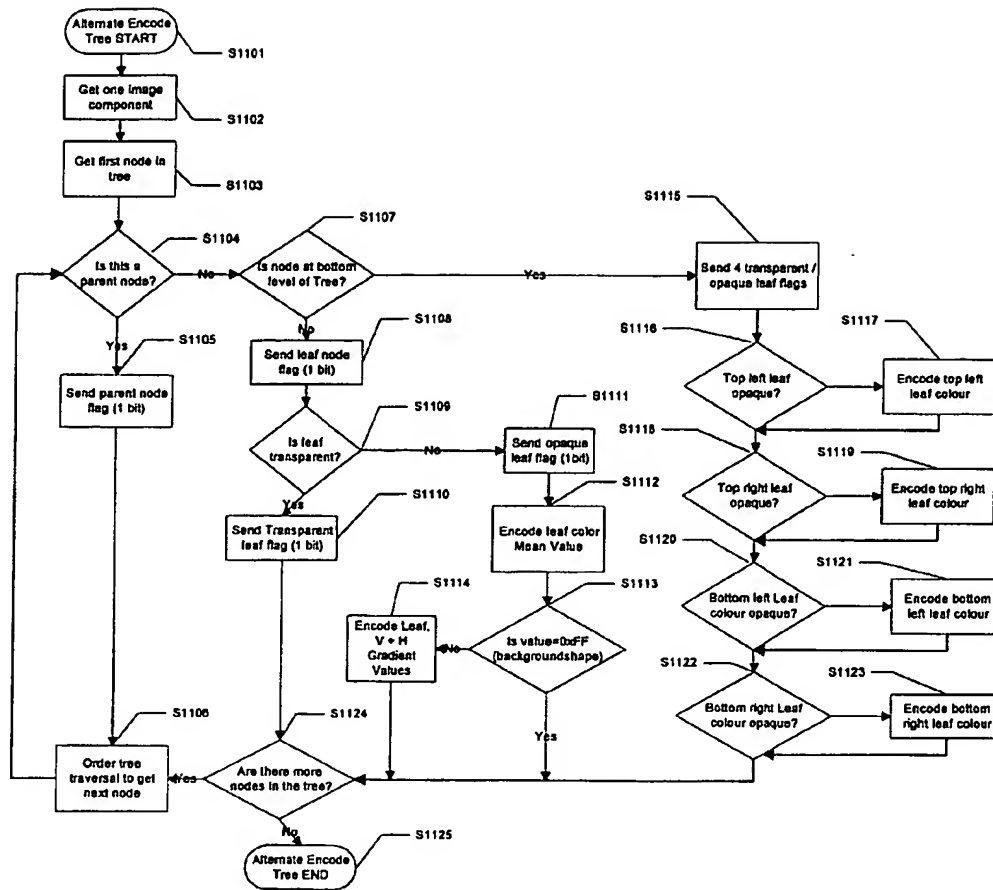 Alternate Encode
Tree START
S1101
Get one image
component
S1102
Get first node in
tree
S1103
S1104
Is this a
parent node?
No
Yes
S1105
Send parent node
flag (1 bit)
S1106
Order tree
traversal to get
next node
S1107
Is node at bottom
level of Tree?
Yes
No
S1108
Send leaf node
flag (1 bit)
S1109
Is leaf
transparent?
No
Yes
S1110
Send Transparent
leaf flag (1 bit)
S1111
Send opaque
leaf flag (1bit)
S1112
Encode leaf color
Mean Value
S1113
Is value=0xFF
(backgroundshape)
No
Yes
S1114
Encode Leaf,
V + H
Gradient
Values
S1115
Send 4 transparent /
opaque leaf flags
S1116
Top left leaf
opaque?
S1117
Encode top left
leaf colour
S1118
Top right leaf
opaque?
S1119
Encode top right
leaf colour
S1120
Bottom left Leaf
colour opaque?
S1121
Encode bottom
left leaf colour
S1122
Bottom right Leaf
colour opaque?
S1123
Encode bottom
right leaf colour
S1124
Are there more
nodes in the tree?
Yes
No
S1125
Alternate Encode
Tree END